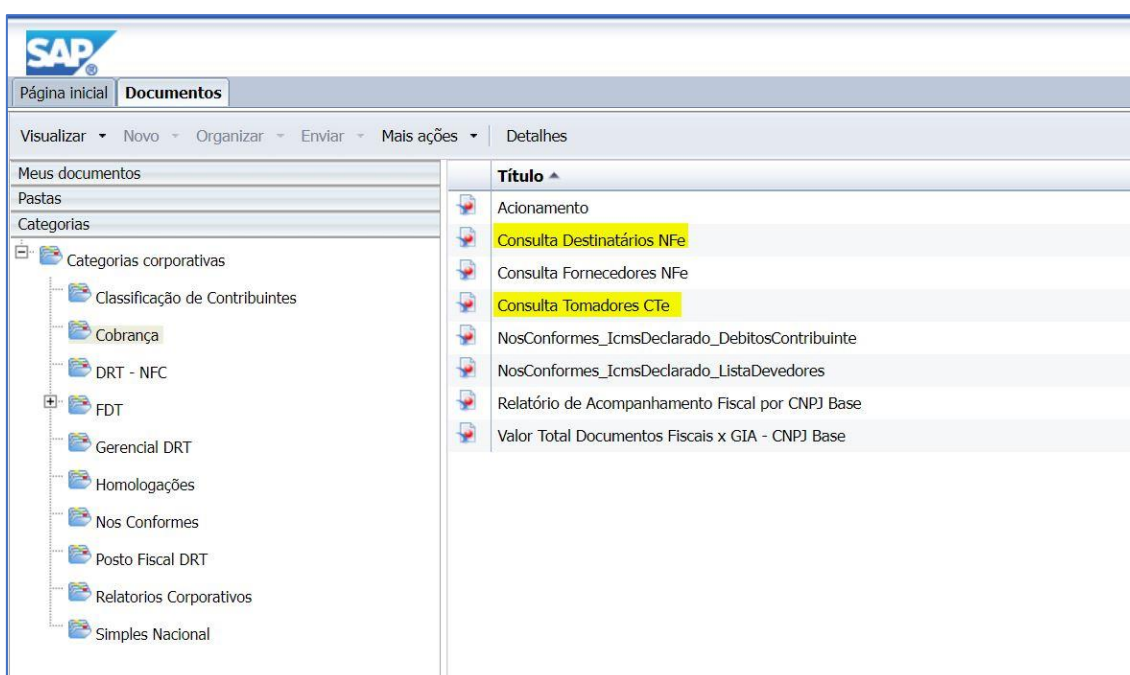 SAP®
Página inicial Documentos
Visualizar Novo Organizar Enviar Mais ações Detalhes
Meus documentos
Pastas
Categorias
Categorias corporativas
Classificação de Contribuintes
Cobrança
DRT - NFC
FDT
Gerencial DRT
Homologações
Nos Conformes
Posto Fiscal DRT
Relatorios Corporativos
Simples Nacional
Título
Acionamento
Consulta Destinatários NFe
Consulta Fornecedores NFe
Consulta Tomadores CTe
NosConformes_IcmsDeclarado_DebitosContribuinte
NosConformes_IcmsDeclarado_ListaDevedores
Relatório de Acompanhamento Fiscal por CNPJ Base
Valor Total Documentos Fiscais x GIA - CNPJ Base